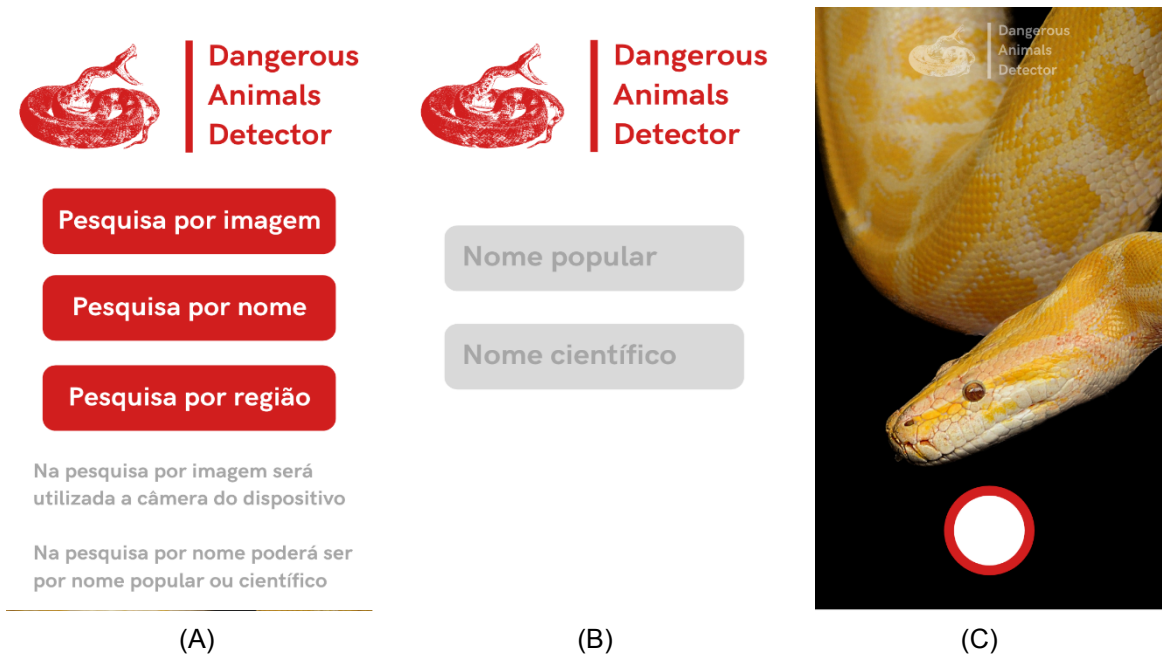 Dangerous
Animals
Detector
Pesquisa por imagem
Pesquisa por nome
Pesquisa por região
Na pesquisa por imagem será
utilizada a câmera do dispositivo
Na pesquisa por nome poderá ser
por nome popular ou científico
(A)
Dangerous
Animals
Detector
Nome popular
Nome científico
(B)
Dangerous
Animals
Detector
(C)